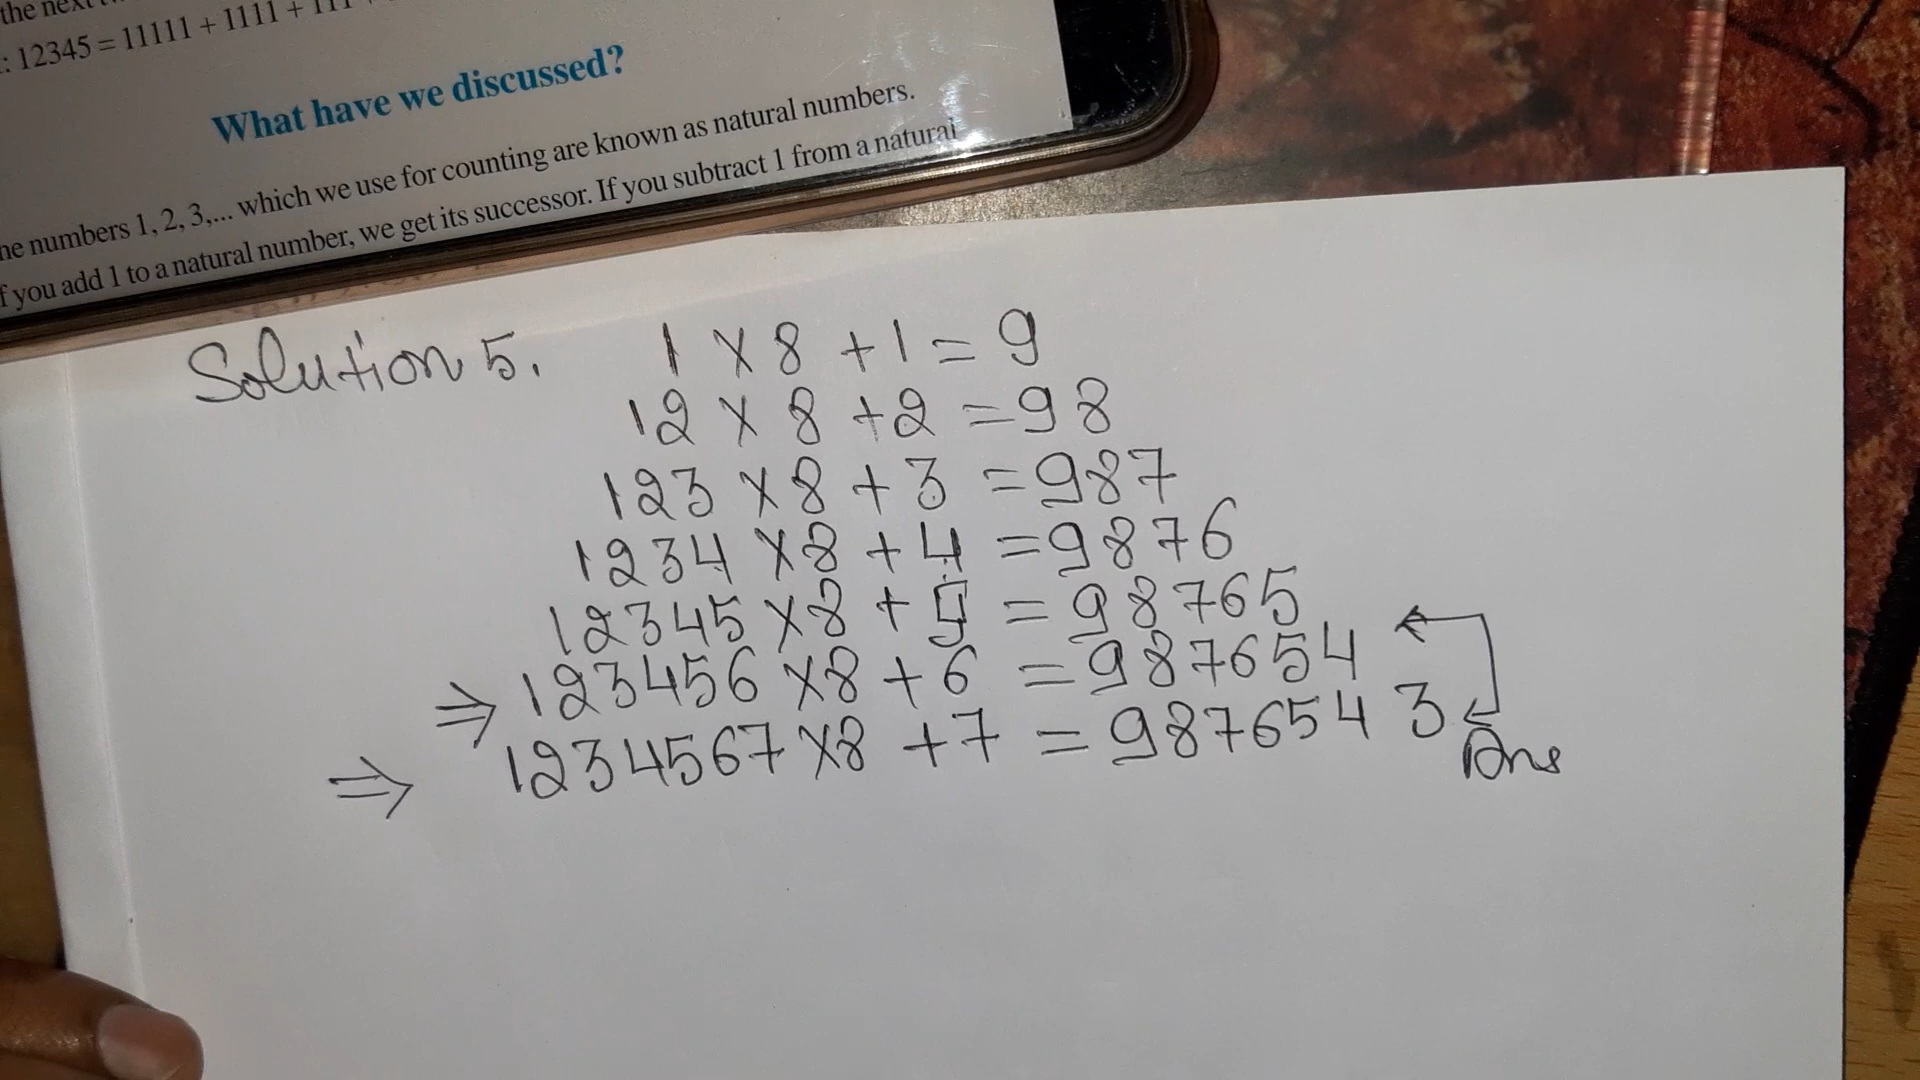 the next
: 12345 = 11111 + 1111 + 111
What have we discussed?
he numbers 1, 2, 3,.... which we use for counting are known as natural numbers.
f you add 1 to a natural number, we get its successor. If you subtract 1 from a natural
Solution 5. 1 × 8 + 1 = 9
12 × 8 + 2 = 98
123 × 8 + 3 = 987
1234 × 8 + 4 = 9876
12345 × 8 + 5 = 98765
⇒ 123456 × 8 + 6 = 987654
⇒ 1234567 × 8 + 7 = 9876543
Ans